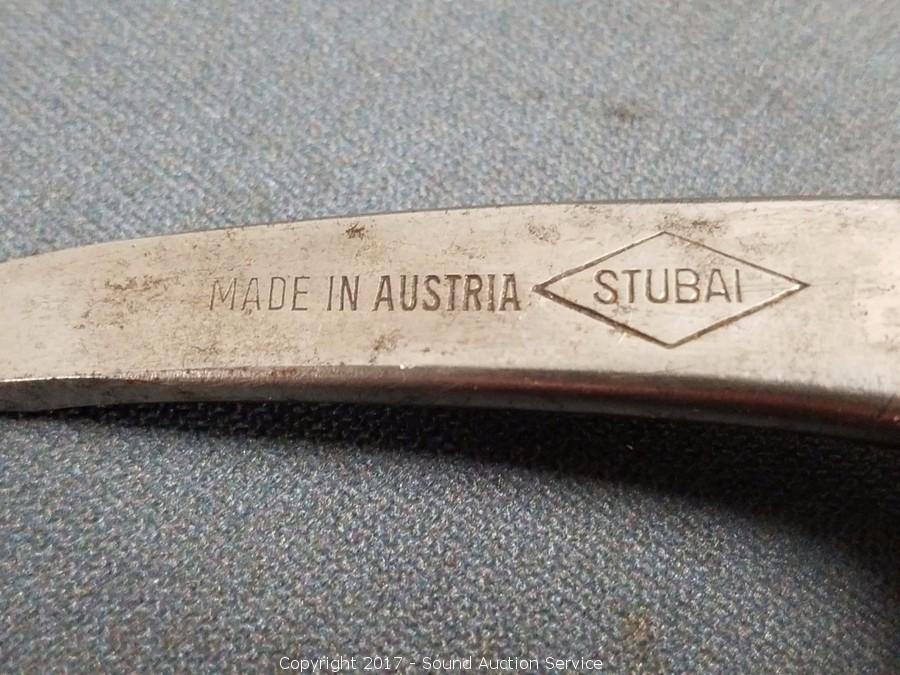 MADE IN AUSTRIA STUBAI
Copyright 2017 - Sound Auction Service